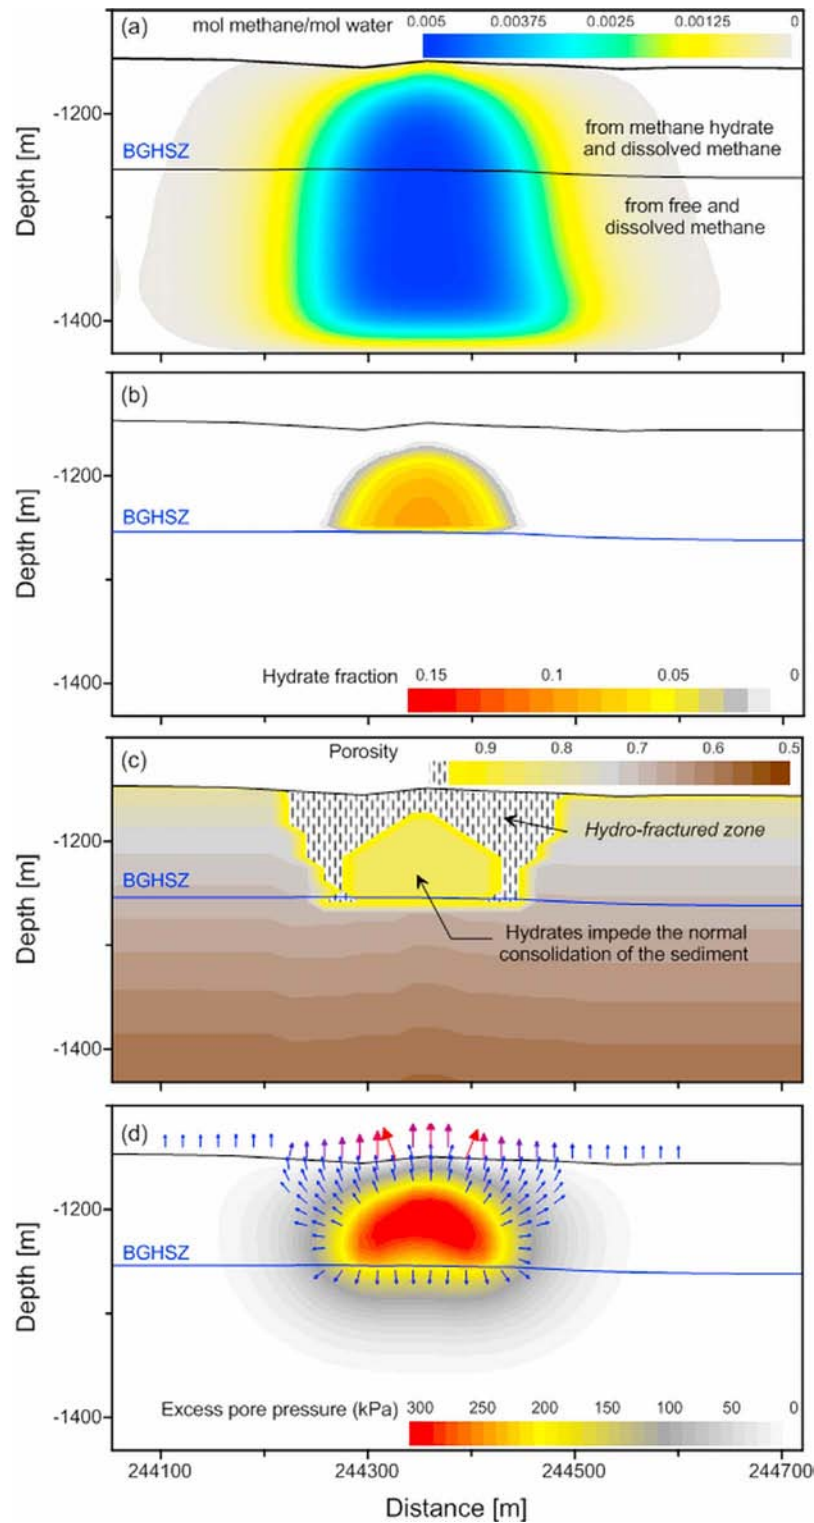 (a)
mol methane/mol water
0.005 0.00375 0.0025 0.00125 0
-1200
BGHSZ
from methane hydrate
and dissolved methane
from free and
dissolved methane
Depth [m]
-1400
(b)
-1200
BGHSZ
Depth [m]
Hydrate fraction
0.15 0.1 0.05 0
-1400
(c)
Porosity
0.9 0.8 0.7 0.6 0.5
-1200
Hydro-fractured zone
BGHSZ
Depth [m]
Hydrates impede the normal
consolidation of the sediment
-1400
(d)
-1200
BGHSZ
Depth [m]
Excess pore pressure (kPa)
300 250 200 150 100 50 0
-1400
244100 244300 244500 244700
Distance [m]